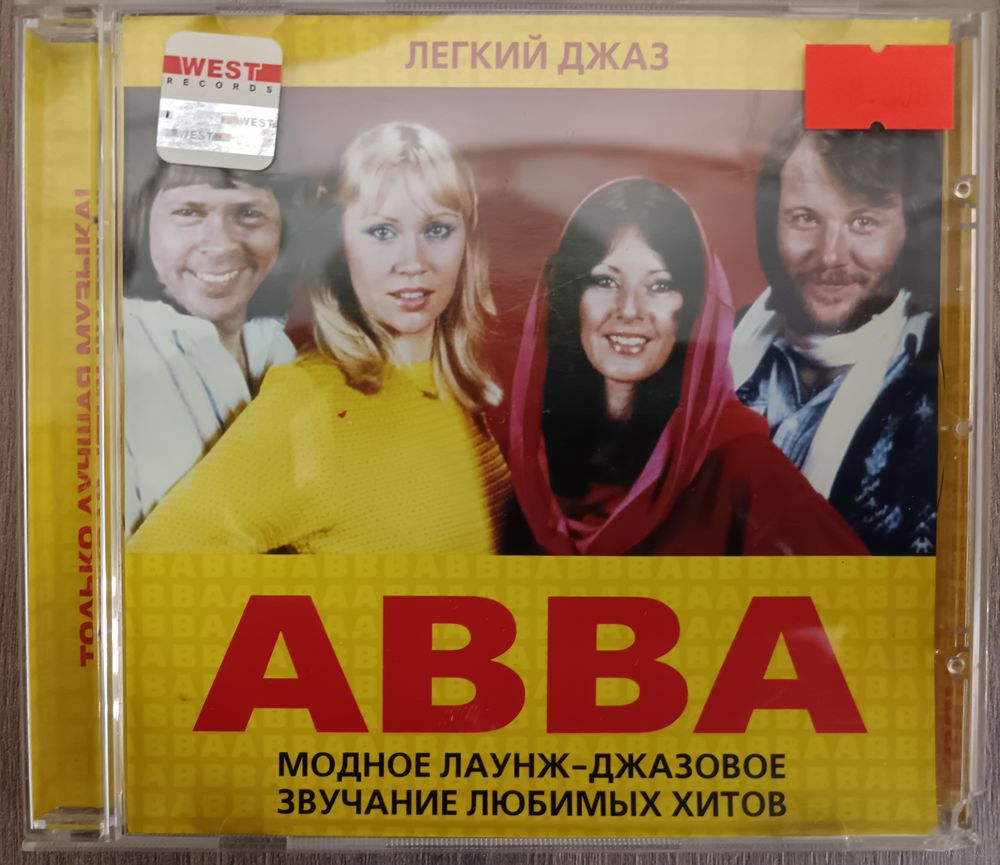 ЛЕГКИЙ ДЖАЗ
WEST
RECORDS
WEST
WEST
ТОЛЬКО ЛУЧШАЯ МУЗЫКА!
ABBA
МОДНОЕ ЛАУНЖ-ДЖАЗОВОЕ
ЗВУЧАНИЕ ЛЮБИМЫХ ХИТОВ